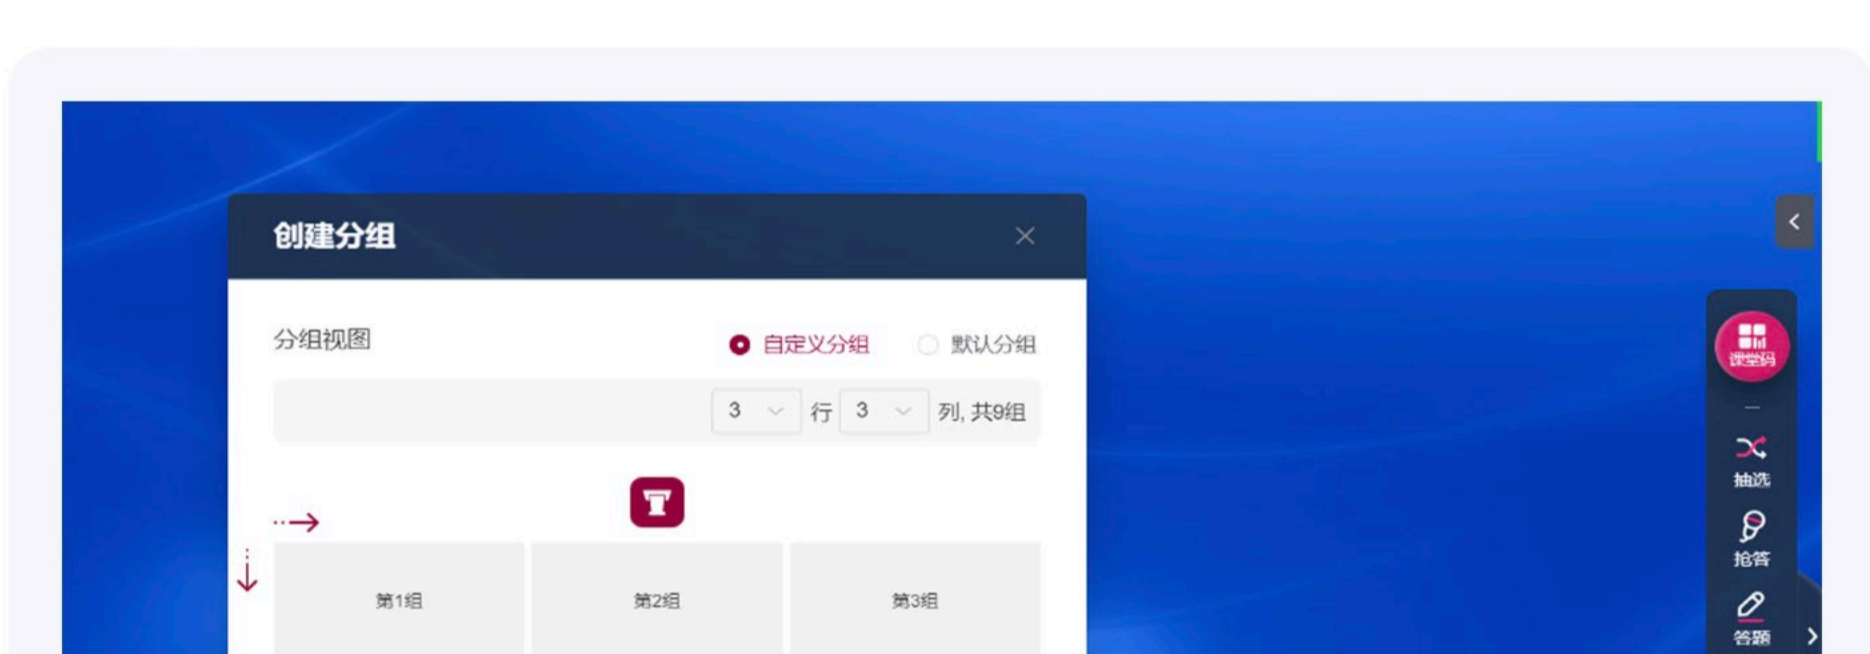 创建分组
分组视图
自定义分组 默认分组
3 行 3 列, 共9组
第1组 第2组 第3组
课堂码
抽选
抢答
答题